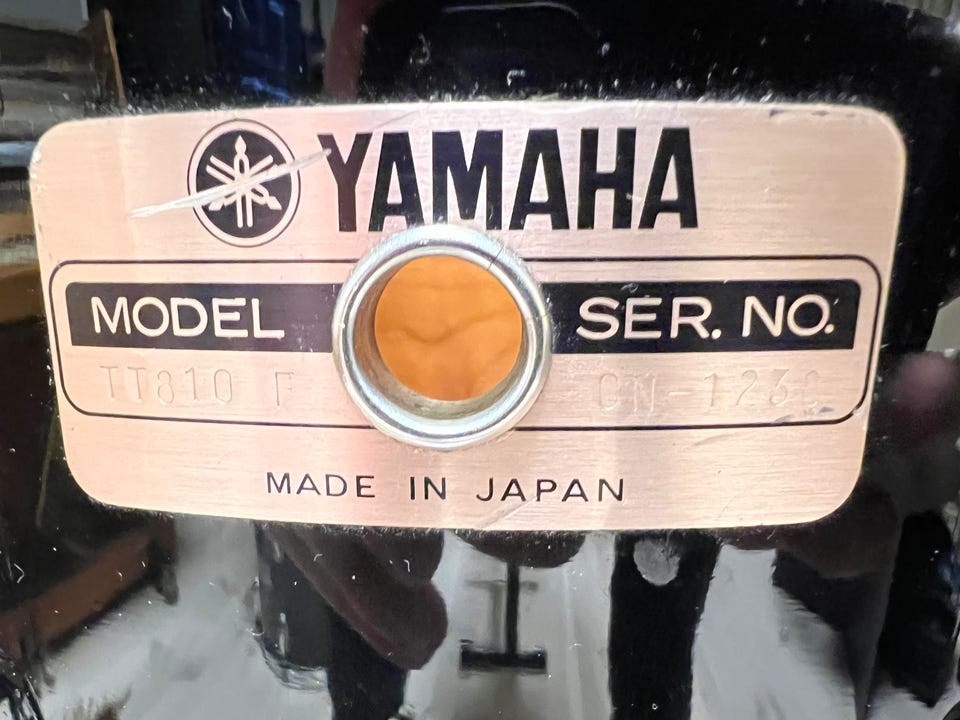 YAMAHA
MODEL SER. NO.
TT810
MADE IN JAPAN